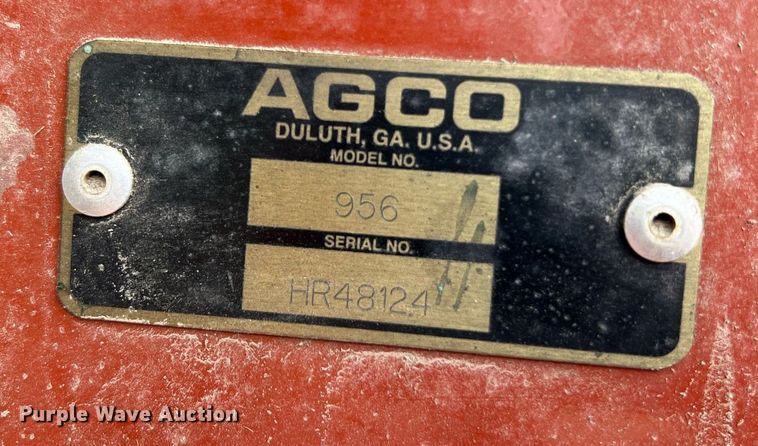 AGCO
DULUTH, GA. U.S.A.
MODEL NO.
956
SERIAL NO.
HR48124
Purple Wave Auction